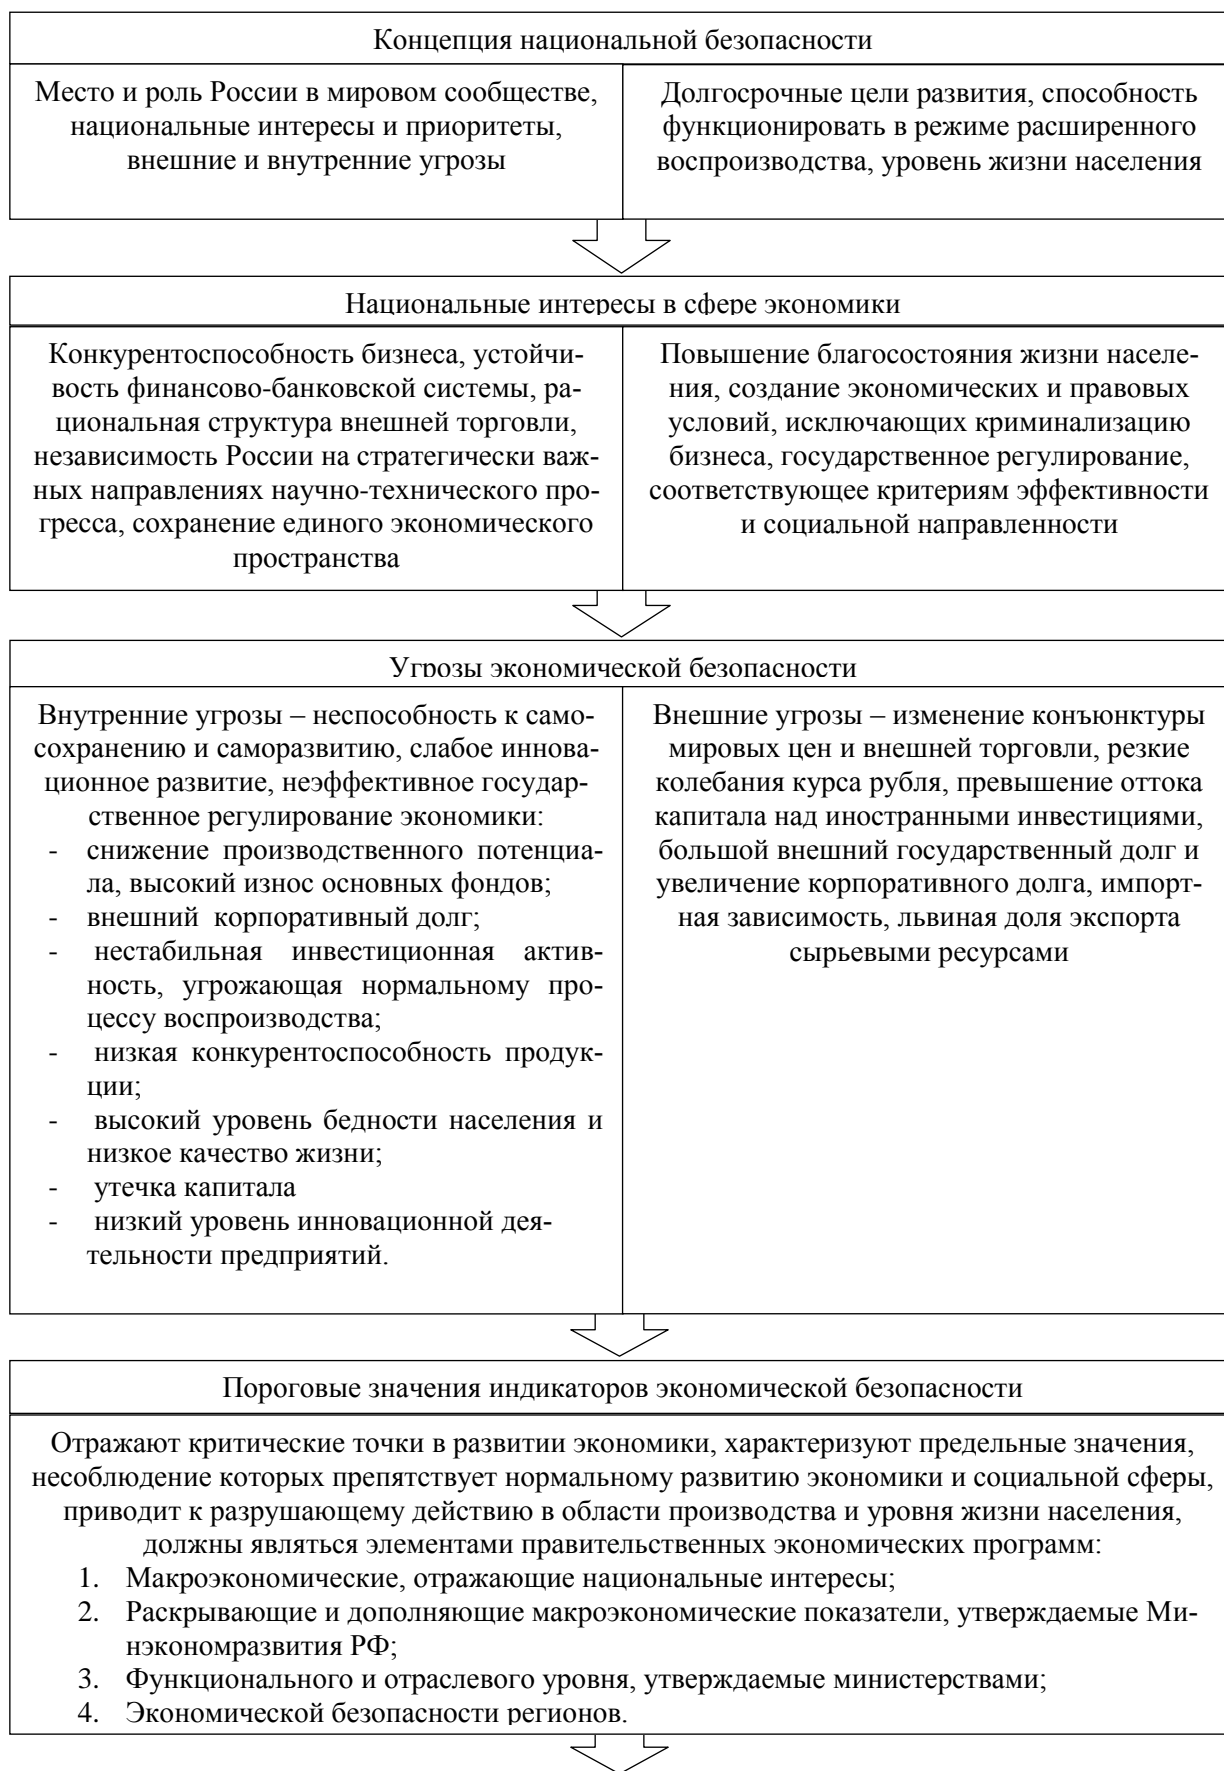 Концепция национальной безопасности
Место и роль России в мировом сообществе,
национальные интересы и приоритеты,
внешние и внутренние угрозы
Долгосрочные цели развития, способность
функционировать в режиме расширенного
воспроизводства, уровень жизни населения
Национальные интересы в сфере экономики
Конкурентоспособность бизнеса, устойчи-
вость финансово-банковской системы, ра-
циональная структура внешней торговли,
независимость России на стратегически важ-
ных направлениях научно-технического про-
гресса, сохранение единого экономического
пространства
Повышение благосостояния жизни населе-
ния, создание экономических и правовых
условий, исключающих криминализацию
бизнеса, государственное регулирование,
соответствующее критериям эффективности
и социальной направленности
Угрозы экономической безопасности
Внутренние угрозы – неспособность к само-
сохранению и саморазвитию, слабое иннова-
ционное развитие, неэффективное государ-
ственное регулирование экономики:
- снижение производственного потенциа-
ла, высокий износ основных фондов;
- внешний корпоративный долг;
- нестабильная инвестиционная актив-
ность, угрожающая нормальному про-
цессу воспроизводства;
- низкая конкурентоспособность продук-
ции;
- высокий уровень бедности населения и
низкое качество жизни;
- утечка капитала
- низкий уровень инновационной дея-
тельности предприятий.
Внешние угрозы – изменение конъюнктуры
мировых цен и внешней торговли, резкие
колебания курса рубля, превышение оттока
капитала над иностранными инвестициями,
большой внешний государственный долг и
увеличение корпоративного долга, импорт-
ная зависимость, львиная доля экспорта
сырьевыми ресурсами
Пороговые значения индикаторов экономической безопасности
Отражают критические точки в развитии экономики, характеризуют предельные значения,
несоблюдение которых препятствует нормальному развитию экономики и социальной сферы,
приводит к разрушающему действию в области производства и уровня жизни населения,
должны являться элементами правительственных экономических программ:
1. Макроэкономические, отражающие национальные интересы;
2. Раскрывающие и дополняющие макроэкономические показатели, утверждаемые Ми-
нэкономразвития РФ;
3. Функционального и отраслевого уровня, утверждаемые министерствами;
4. Экономической безопасности регионов.